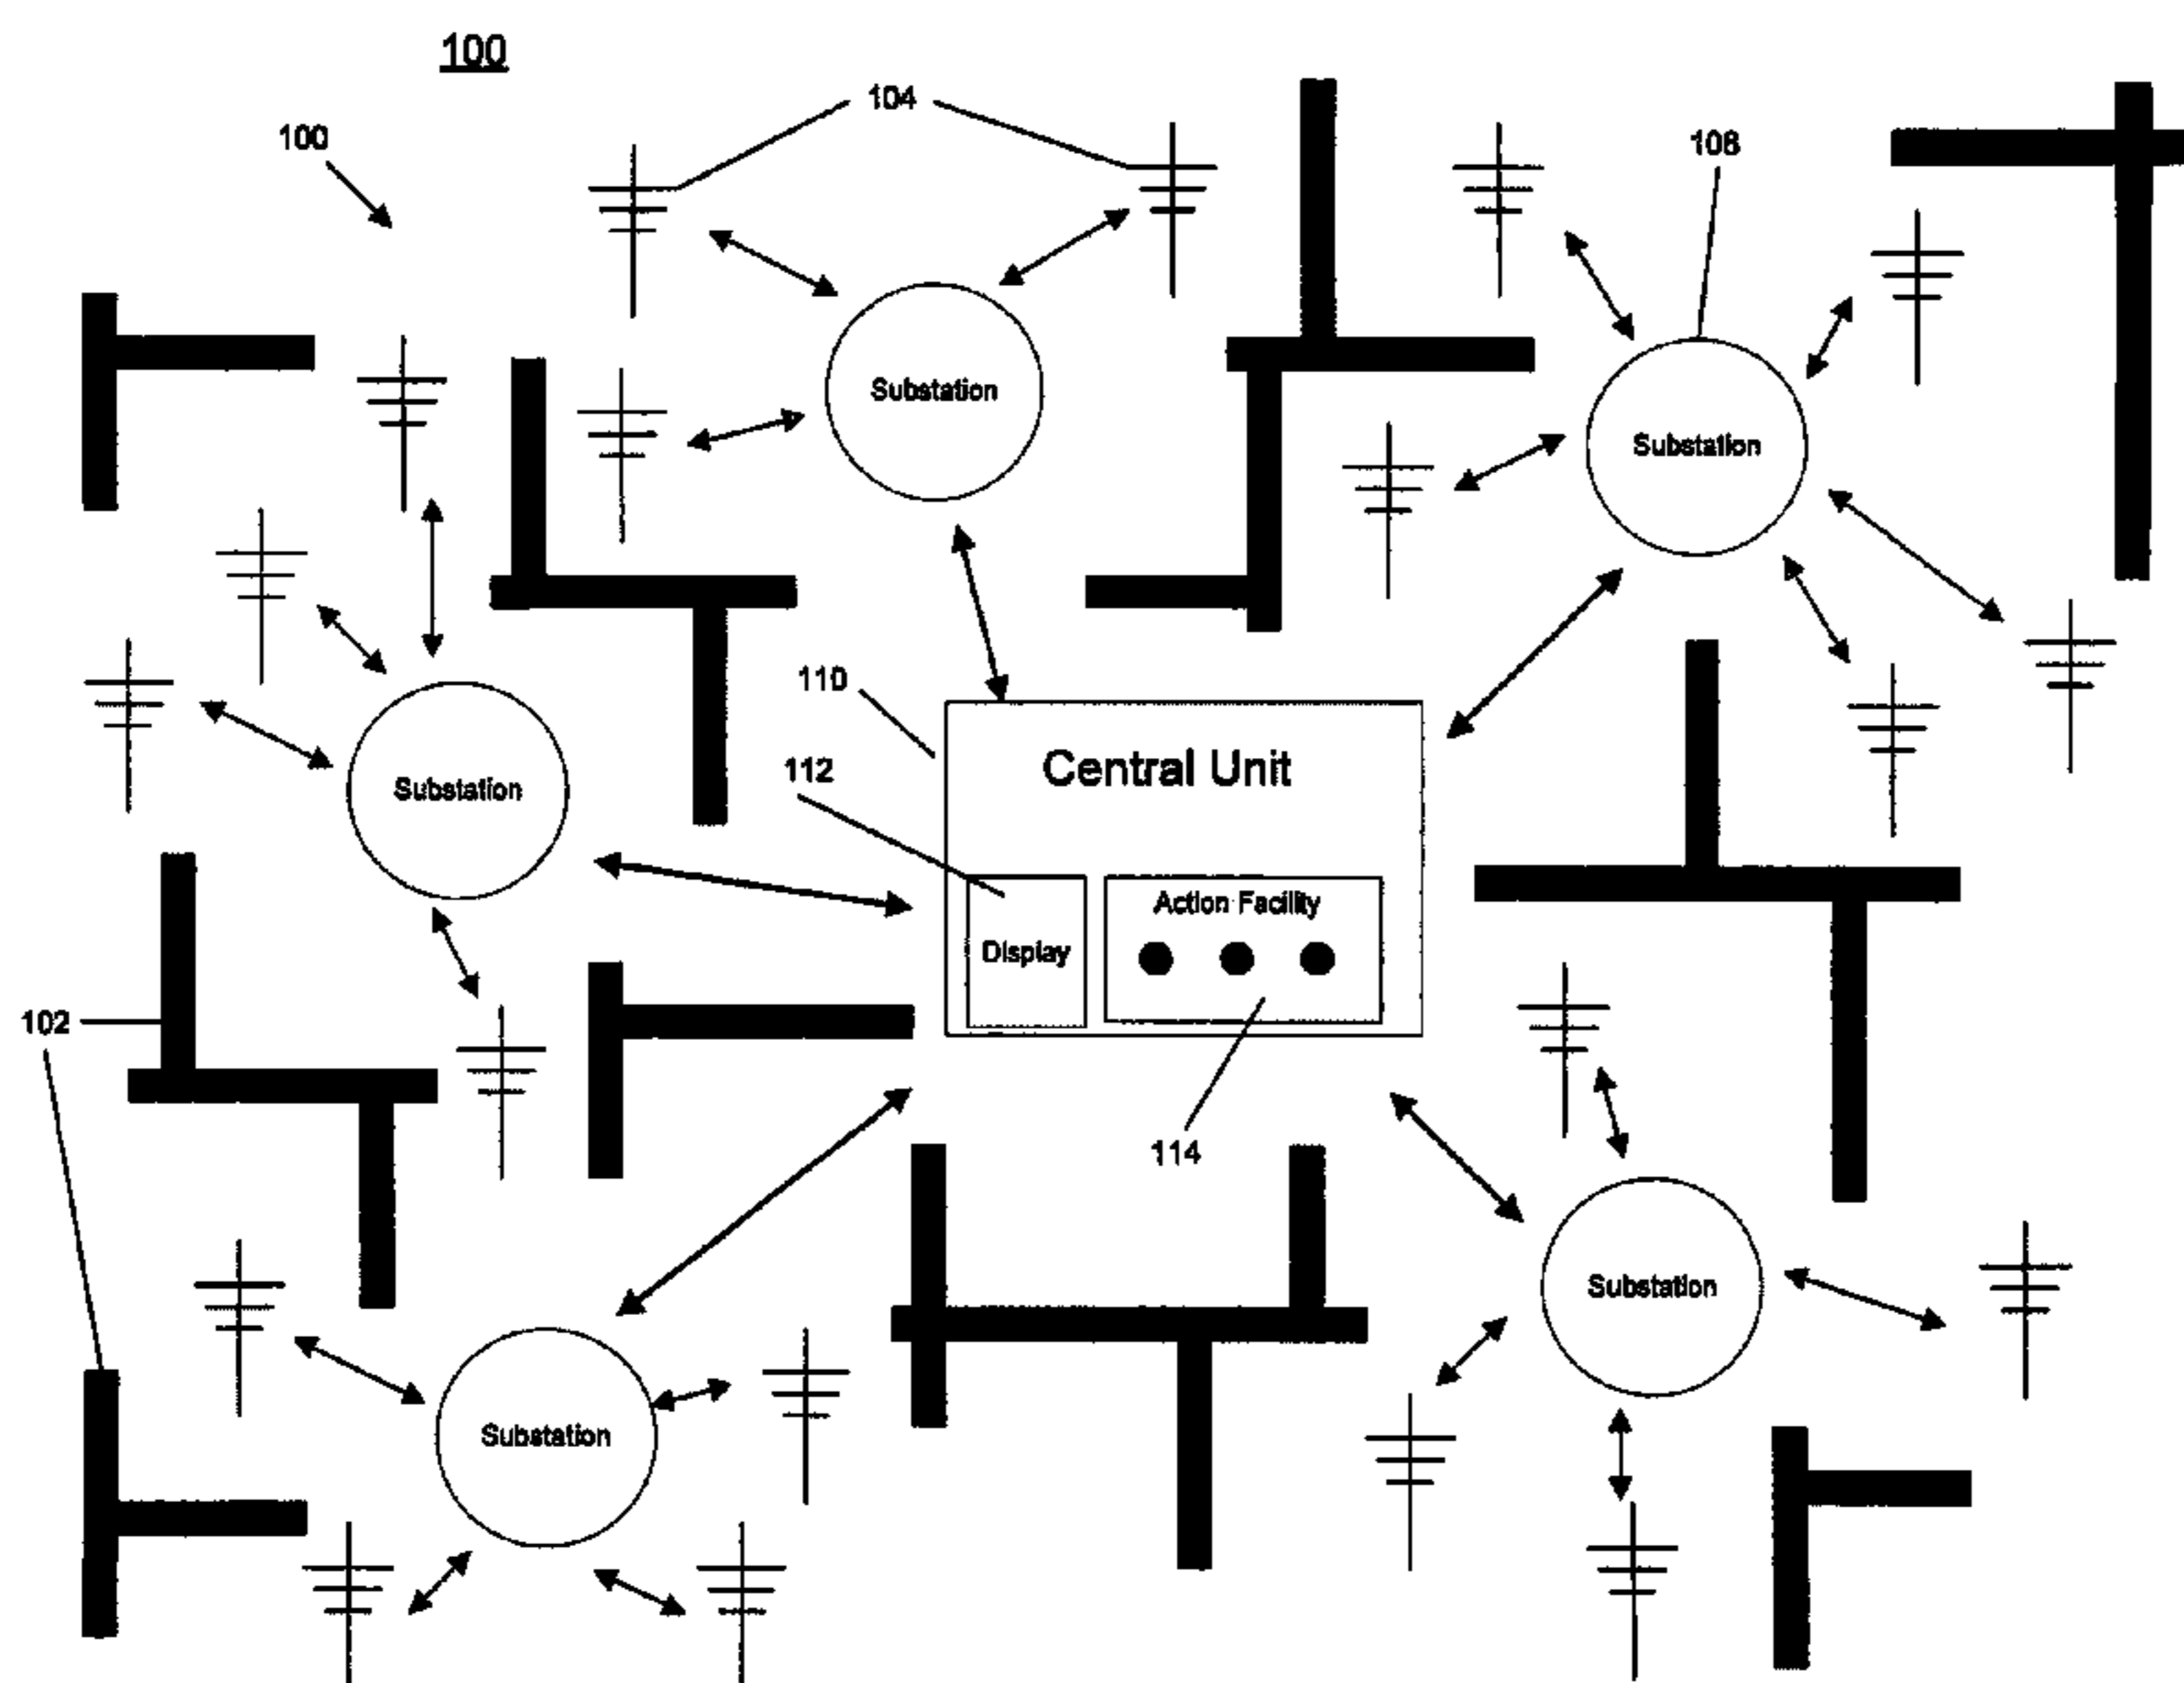 100
104
100
108
Substation
Substation
110
Central Unit
112
Substation
Action Facility
Display
102
114
Substation
Substation